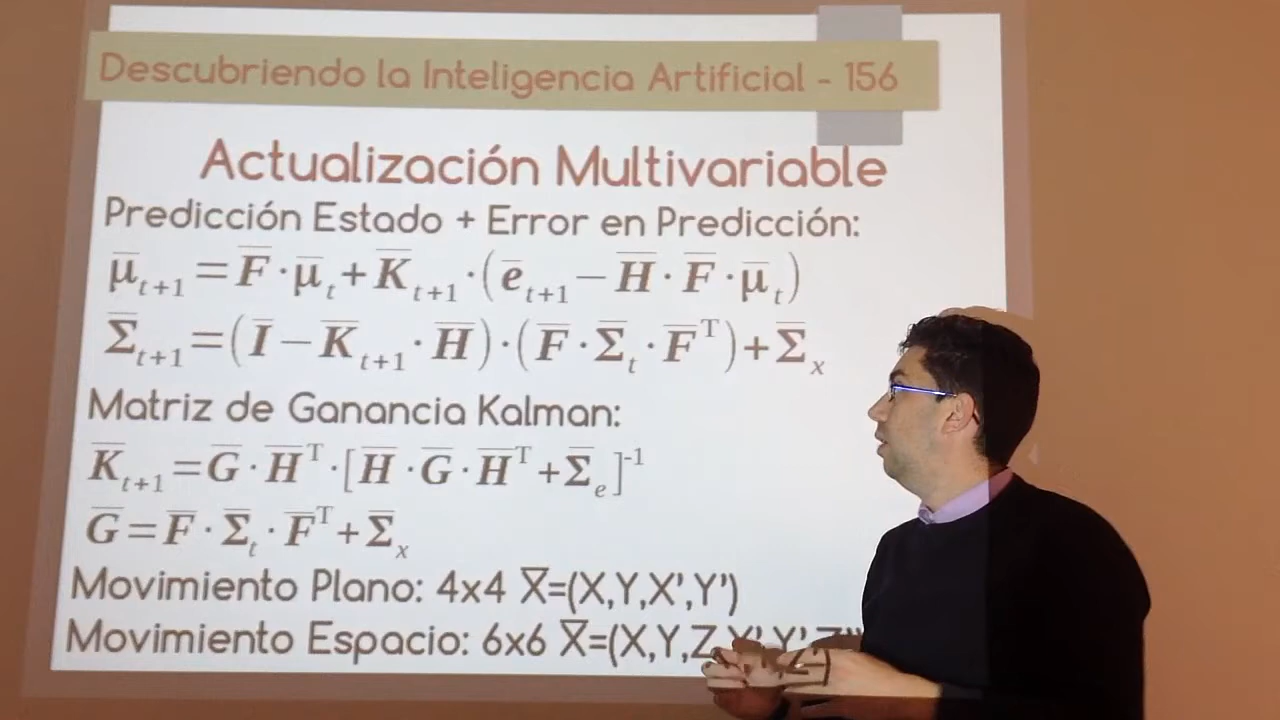 Descubriendo la Inteligencia Artificial - 156
Actualización Multivariable
Predicción Estado + Error en Predicción:
μ̅ₜ₊₁ = F̅ · μ̅ₜ + K̅ₜ₊₁ · (e̅ₜ₊₁ − H̅ · F̅ · μ̅ₜ)
Σ̅ₜ₊₁ = (I̅ − K̅ₜ₊₁ · H̅) · (F̅ · Σ̅ₜ · F̅ᵀ) + Σ̅ₓ
Matriz de Ganancia Kalman:
K̅ₜ₊₁ = G̅ · H̅ᵀ · [H̅ · G̅ · H̅ᵀ + Σ̅ₑ]⁻¹
G̅ = F̅ · Σ̅ₜ · F̅ᵀ + Σ̅ₓ
Movimiento Plano: 4x4 X̅=(X,Y,X',Y')
Movimiento Espacio: 6x6 X̅=(X,Y,Z,X',Y',Z')